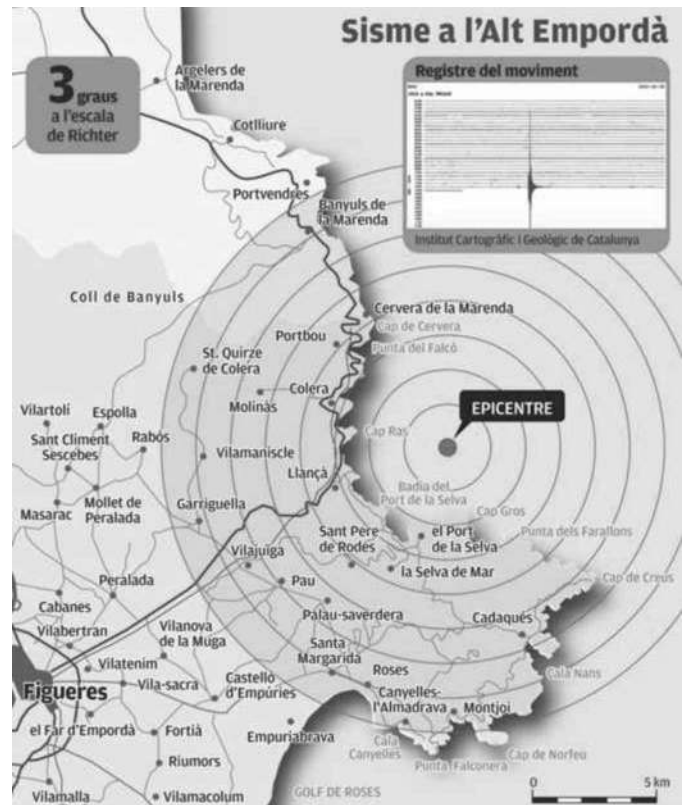 Sisme a l'Alt Empordà
3 graus
a l'escala
de Richter
Registre del moviment
Institut Cartogràfic i Geològic de Catalunya
Argelers de
la Marenda
Cotlliure
Portvendres
Banyuls de
la Marenda
Coll de Banyuls
Cervera de la Marenda
Cap de Cervera
Portbou
Punta del Falcó
St. Quirze
de Colera
Colera
Molinàs
EPICENTRE
Vilartolí
Espolla
Sant Climent
Sescebes
Rabós
Cap Ras
Vilamaniscle
Llançà
Badia del
Port de la Selva
Masarac
Mollet de
Peralada
Garriguella
Cap Gros
Sant Pere
de Rodes
el Port
de la Selva
Punta dels Farallons
Vilajuïga
la Selva de Mar
Cap de Creus
Peralada
Pau
Cabanes
Palau-saverdera
Cadaqués
Vilabertran
Vilanova
de la Muga
Santa
Margarida
Vilatenim
Roses
Cala Nans
Figueres
Vila-sacra
Castelló
d'Empúries
Canyelles-
l'Almadrava
Montjoi
el Far d'Empordà
Fortià
Empuriabrava
Cala
Canyelles
Cap de Norfeu
Riumors
Punta Falconera
Vilamalla
Vilamacolum
GOLF DE ROSES
0 5 km